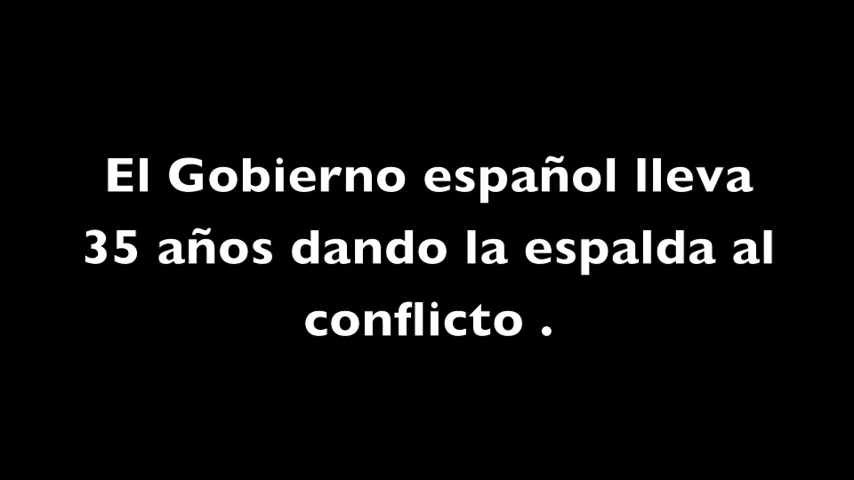 El Gobierno español lleva
35 años dando la espalda al
conflicto .